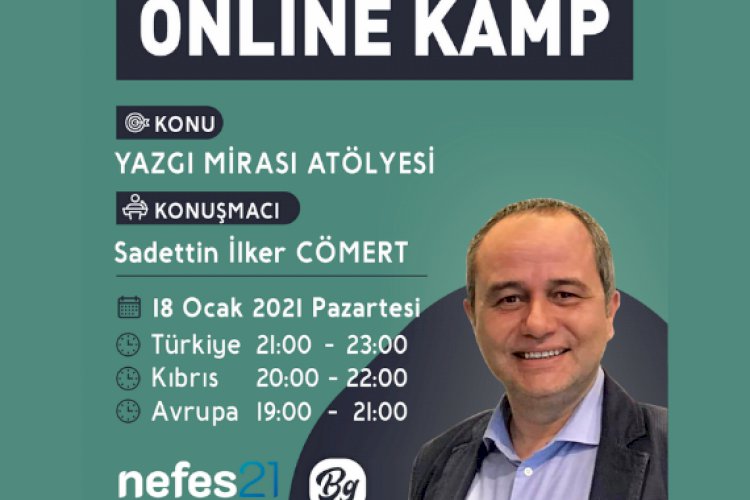 ONLINE KAMP
KONU
YAZGI MİRASI ATÖLYESİ
KONUŞMACI
Sadettin İlker CÖMERT
18 Ocak 2021 Pazartesi
Türkiye 21:00 - 23:00
Kıbrıs 20:00 - 22:00
Avrupa 19:00 - 21:00
nefes21 Bg